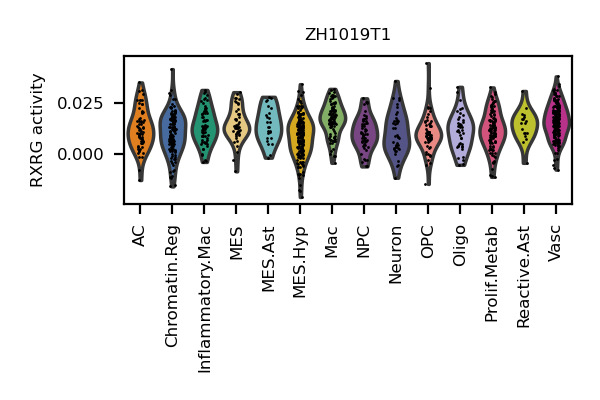 ZH1019T1
RXRG activity
0.025
0.000
AC
Chromatin.Reg
Inflammatory.Mac
MES
MES.Ast
MES.Hyp
Mac
NPC
Neuron
OPC
Oligo
Prolif.Metab
Reactive.Ast
Vasc